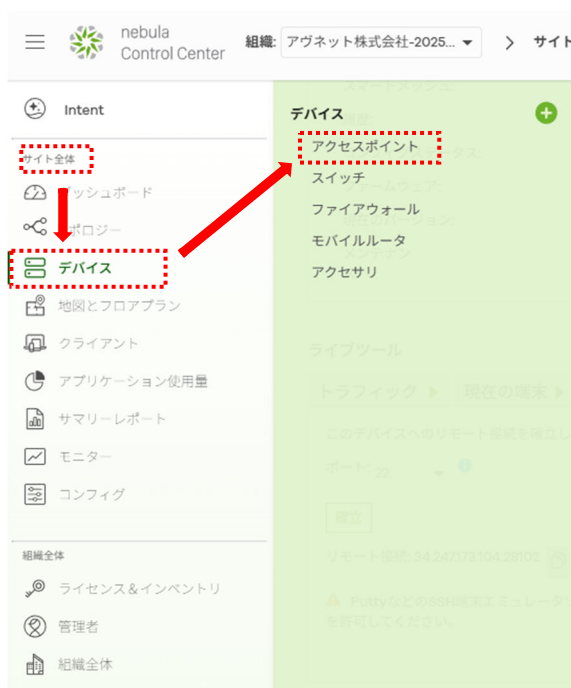 nebula
Control Center
組織:
アヴネット株式会社-2025...
サイト
Intent
サイト全体
ダッシュボード
トポロジー
デバイス
地図とフロアプラン
クライアント
アプリケーション使用量
サマリーレポート
モニター
コンフィグ
組織全体
ライセンス＆インベントリ
管理者
組織全体
デバイス
アクセスポイント
スイッチ
ファイアウォール
モバイルルータ
アクセサリ
ライブツール
トラフィック
現在の端末
このデバイスへのリモート接続を確立し
ポート: 22
確立
PuttyなどのSSH端末エミュレータ
を許可してください。